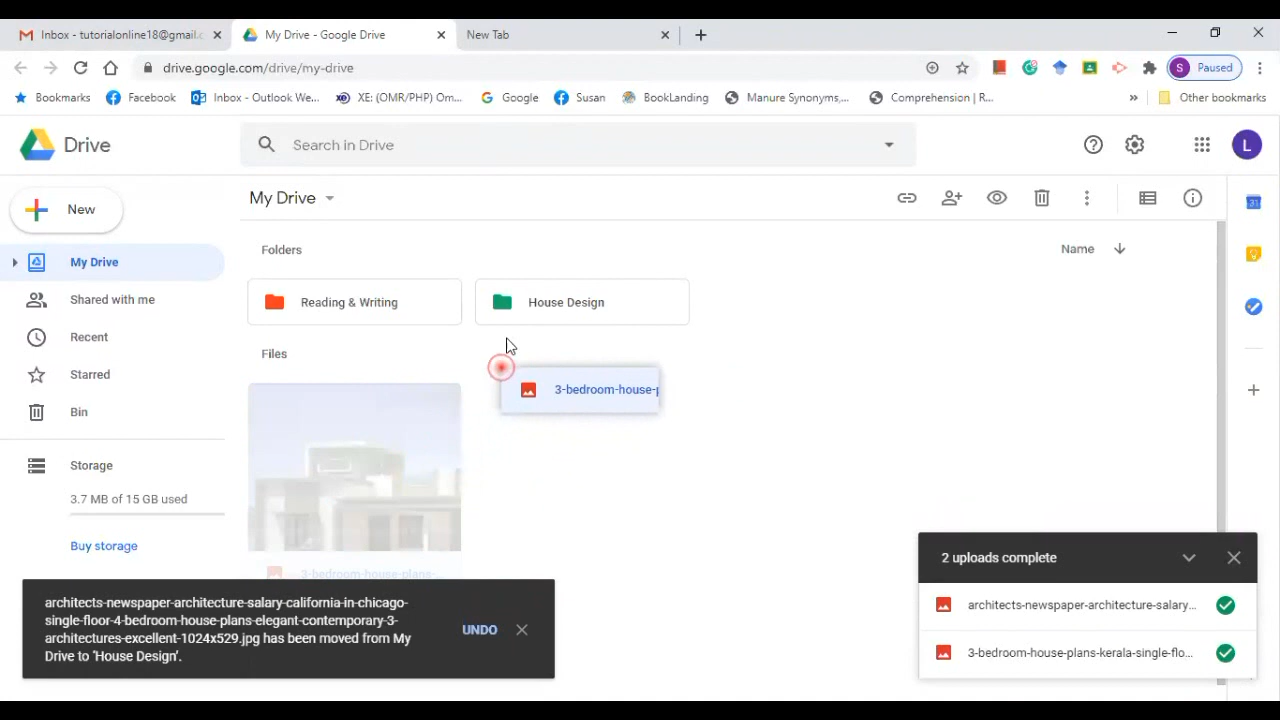 Inbox - tutorialonline18@gmail.c
My Drive - Google Drive
New Tab
drive.google.com/drive/my-drive
S Paused
Bookmarks
Facebook
Inbox - Outlook We...
XE: (OMR/PHP) Om...
Google
Susan
BookLanding
Manure Synonyms,...
Comprehension | R...
»
Other bookmarks
Drive
Search in Drive
L
New
My Drive
Folders
Name
My Drive
Shared with me
Recent
Starred
Bin
Storage
3.7 MB of 15 GB used
Buy storage
Reading & Writing
House Design
Files
3-bedroom-house-p
3-bedroom-house-plans-...
architects-newspaper-architecture-salary-california-in-chicago-
single-floor-4-bedroom-house-plans-elegant-contemporary-3-
architectures-excellent-1024x529.jpg has been moved from My
Drive to 'House Design'.
UNDO
2 uploads complete
architects-newspaper-architecture-salary...
3-bedroom-house-plans-kerala-single-flo...
31